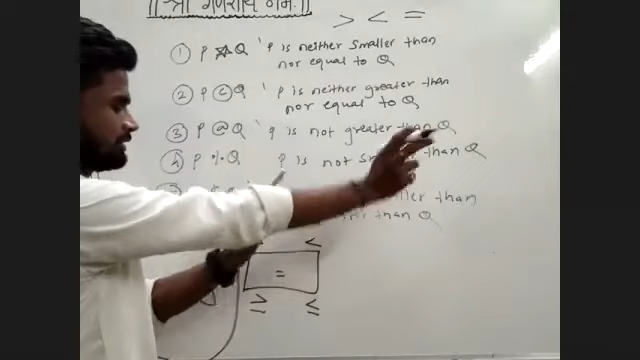 || श्री गणेशाय नमः ||
> < =
① P ★ Q 'P is neither smaller than
nor equal to Q
② P © Q 'P is neither greater than
nor equal to Q
③ P @ Q 'P is not greater than Q
④ P % Q P is not than Q
than
than Q
<
=
≥ ≤